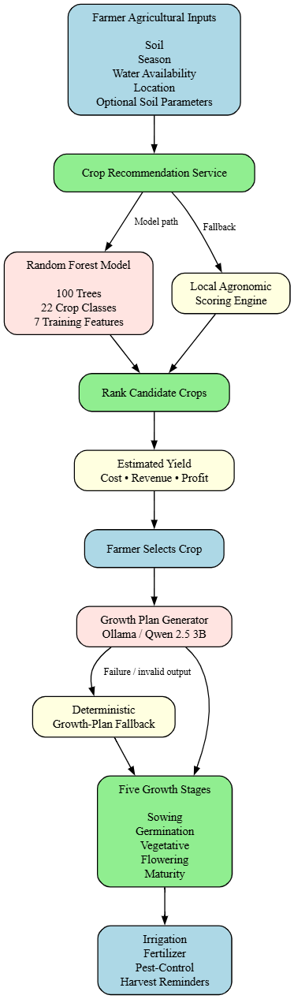 Farmer Agricultural Inputs
Soil
Season
Water Availability
Location
Optional Soil Parameters
Crop Recommendation Service
Model path
Fallback
Random Forest Model
100 Trees
22 Crop Classes
7 Training Features
Local Agronomic
Scoring Engine
Rank Candidate Crops
Estimated Yield
Cost • Revenue • Profit
Farmer Selects Crop
Growth Plan Generator
Ollama / Qwen 2.5 3B
Failure / invalid output
Deterministic
Growth-Plan Fallback
Five Growth Stages
Sowing
Germination
Vegetative
Flowering
Maturity
Irrigation
Fertilizer
Pest-Control
Harvest Reminders